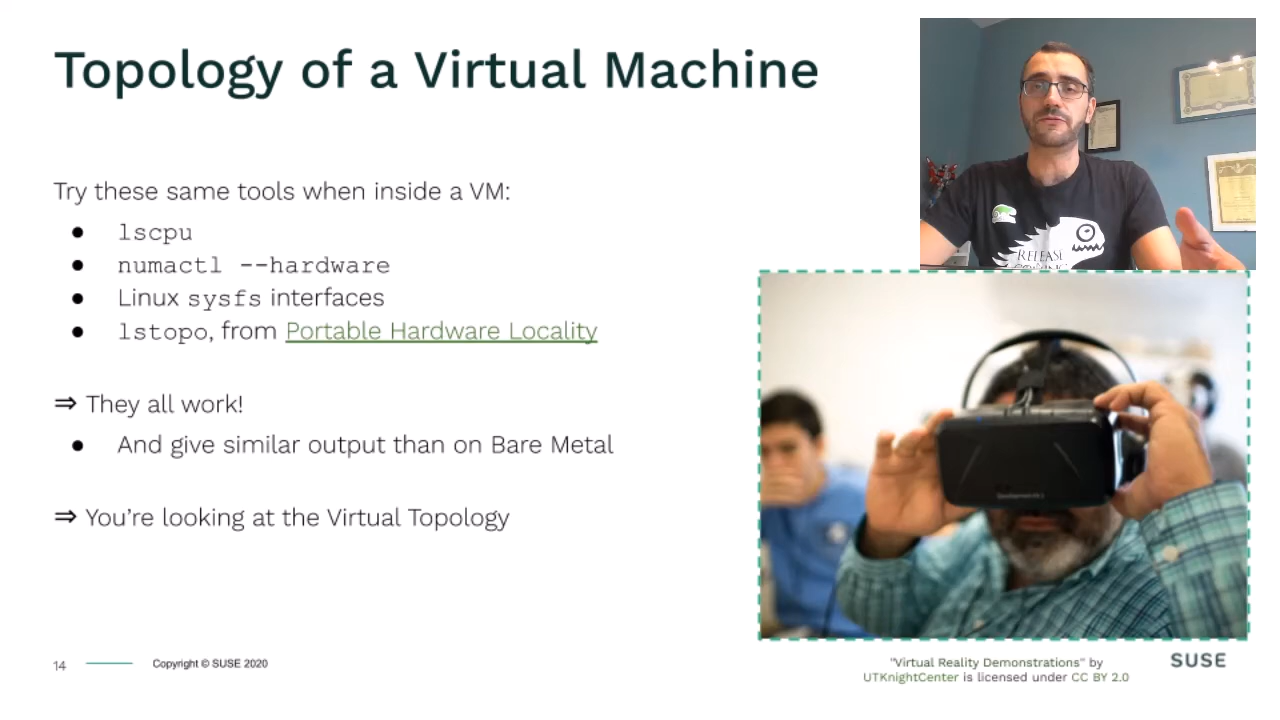 Topology of a Virtual Machine
Try these same tools when inside a VM:
● lscpu
● numactl --hardware
● Linux sysfs interfaces
● lstopo, from Portable Hardware Locality
⇒ They all work!
● And give similar output than on Bare Metal
⇒ You're looking at the Virtual Topology
RELEASE
14
Copyright © SUSE 2020
"Virtual Reality Demonstrations" by
UTKnightCenter is licensed under CC BY 2.0
SUSE